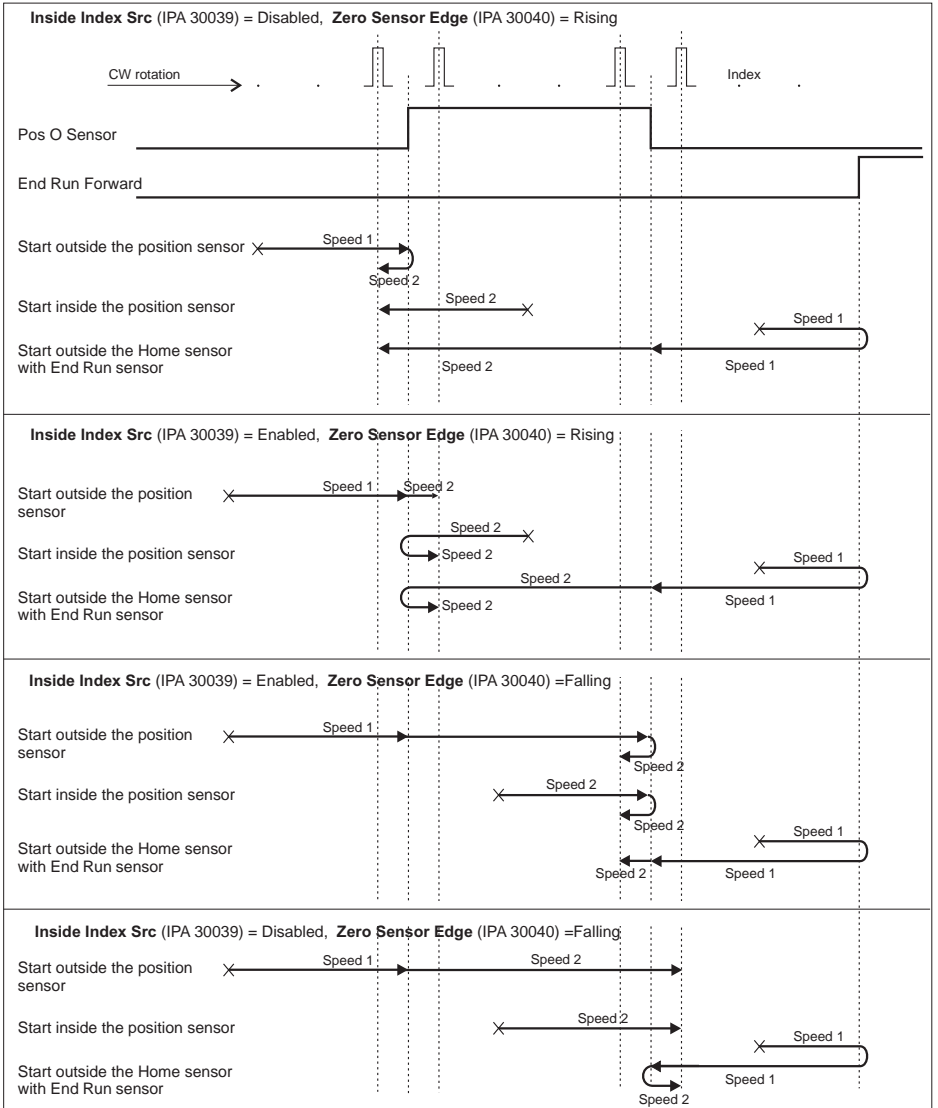 Inside Index Src (IPA 30039) = Disabled, Zero Sensor Edge (IPA 30040) = Rising
CW rotation
Index
Pos O Sensor
End Run Forward
Start outside the position sensor
Speed 1
Speed 2
Start inside the position sensor
Speed 2
Speed 1
Start outside the Home sensor
with End Run sensor
Speed 2
Speed 1
Inside Index Src (IPA 30039) = Enabled, Zero Sensor Edge (IPA 30040) = Rising
Start outside the position
sensor
Speed 1
Speed 2
Speed 2
Start inside the position sensor
Speed 2
Speed 1
Speed 2
Start outside the Home sensor
with End Run sensor
Speed 2
Speed 1
Inside Index Src (IPA 30039) = Enabled, Zero Sensor Edge (IPA 30040) =Falling
Start outside the position
sensor
Speed 1
Speed 2
Start inside the position sensor
Speed 2
Speed 2
Speed 1
Start outside the Home sensor
with End Run sensor
Speed 2
Speed 1
Inside Index Src (IPA 30039) = Disabled, Zero Sensor Edge (IPA 30040) =Falling
Start outside the position
sensor
Speed 1
Speed 2
Start inside the position sensor
Speed 2
Speed 1
Start outside the Home sensor
with End Run sensor
Speed 1
Speed 2